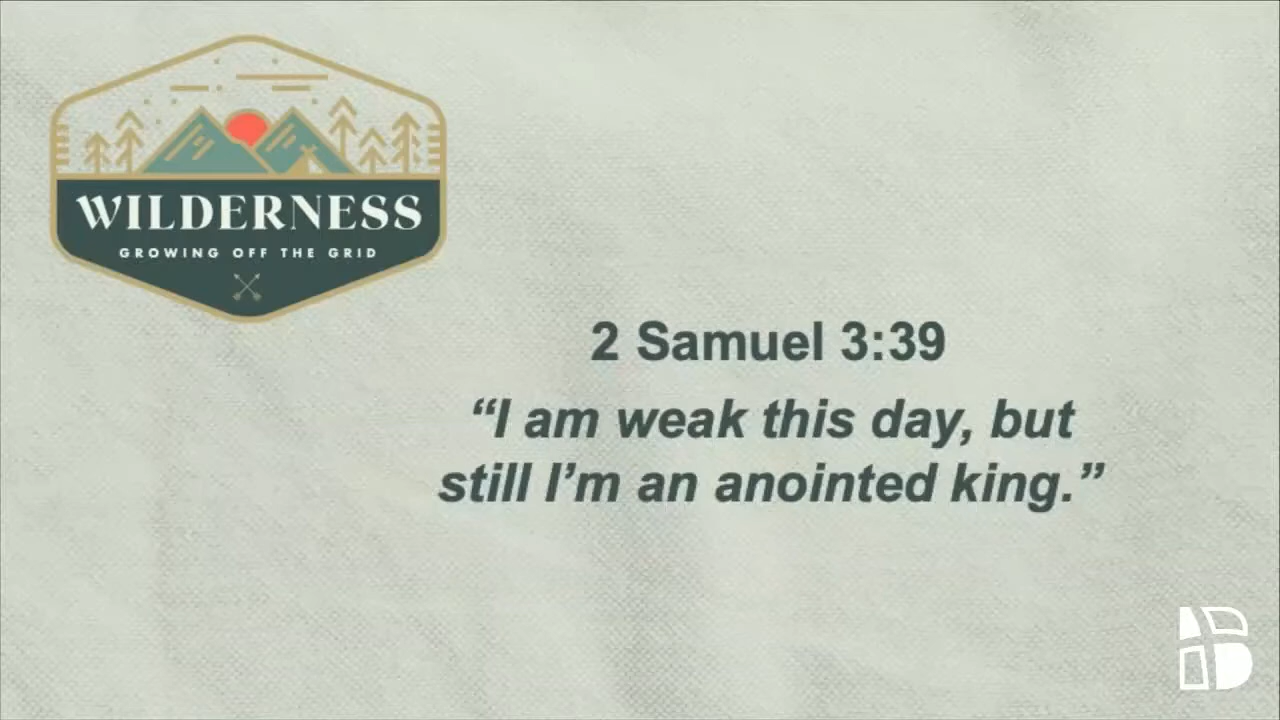 WILDERNESS
GROWING OFF THE GRID
2 Samuel 3:39
“I am weak this day, but
still I’m an anointed king.”